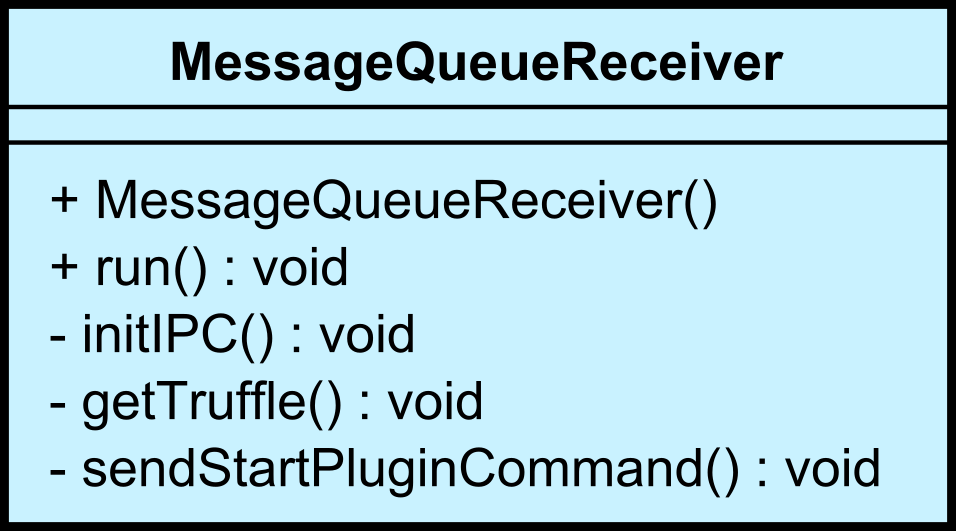 MessageQueueReceiver
+ MessageQueueReceiver()
+ run() : void
- initIPC() : void
- getTruffle() : void
- sendStartPluginCommand() : void